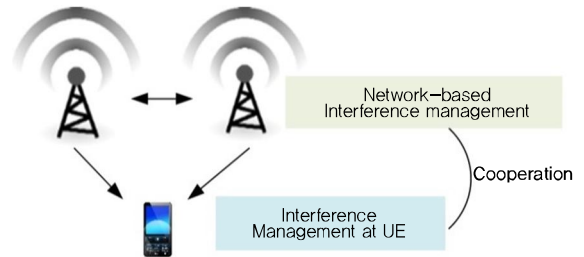 Network-based
Interference management
Cooperation
Interference
Management at UE